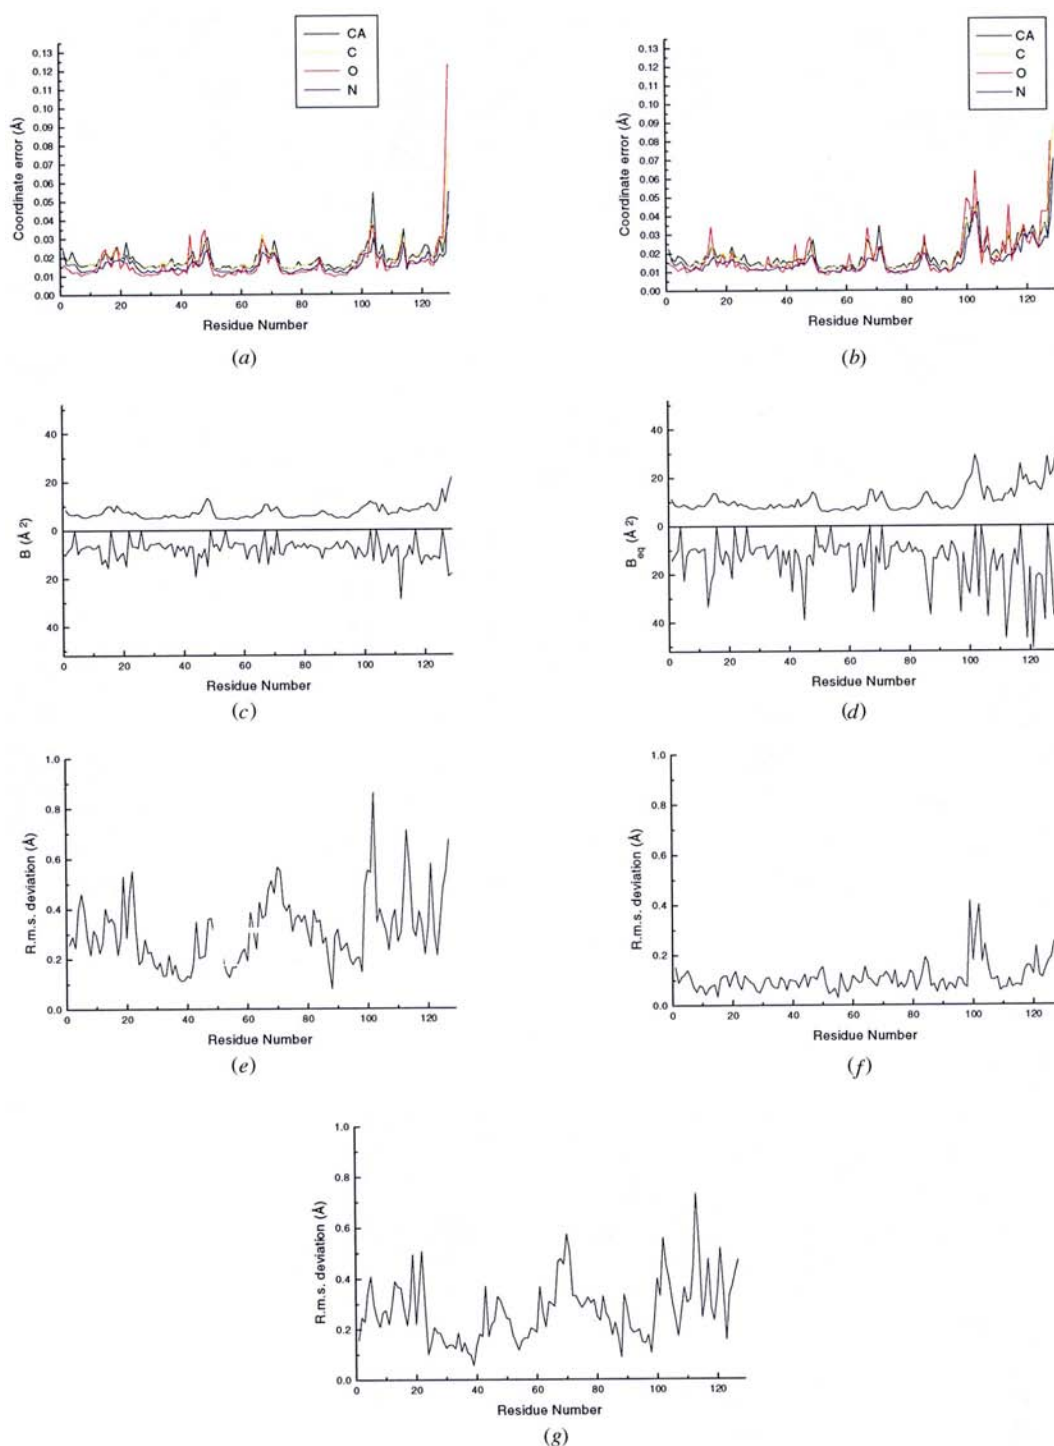 CA
C
O
N
0.13
0.12
0.11
0.10
0.09
0.08
0.07
0.06
0.05
0.04
0.03
0.02
0.01
0.00
Coordinate error (Å)
0 20 40 60 80 100 120
Residue Number
(a)
CA
C
O
N
0.13
0.12
0.11
0.10
0.09
0.08
0.07
0.06
0.05
0.04
0.03
0.02
0.01
0.00
Coordinate error (Å)
0 20 40 60 80 100 120
Residue Number
(b)
40
20
0
20
40
B (Å 2)
0 20 40 60 80 100 120
Residue Number
(c)
40
20
0
20
40
Beq (Å 2)
0 20 40 60 80 100 120
Residue Number
(d)
1.0
0.8
0.6
0.4
0.2
0.0
R.m.s. deviation (Å)
0 20 40 60 80 100 120
Residue Number
(e)
1.0
0.8
0.6
0.4
0.2
0.0
R.m.s. deviation (Å)
0 20 40 60 80 100 120
Residue Number
(f)
1.0
0.8
0.6
0.4
0.2
0.0
R.m.s. deviation (Å)
0 20 40 60 80 100 120
Residue Number
(g)